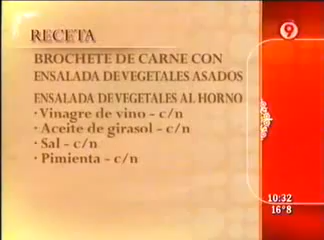 RECETA
9
BROCHETE DE CARNE CON
ENSALADA DE VEGETALES ASADOS
ENSALADA DE VEGETALES AL HORNO
· Vinagre de vino - c/n
· Aceite de girasol - c/n
· Sal - c/n
· Pimienta - c/n
10:32
16°8